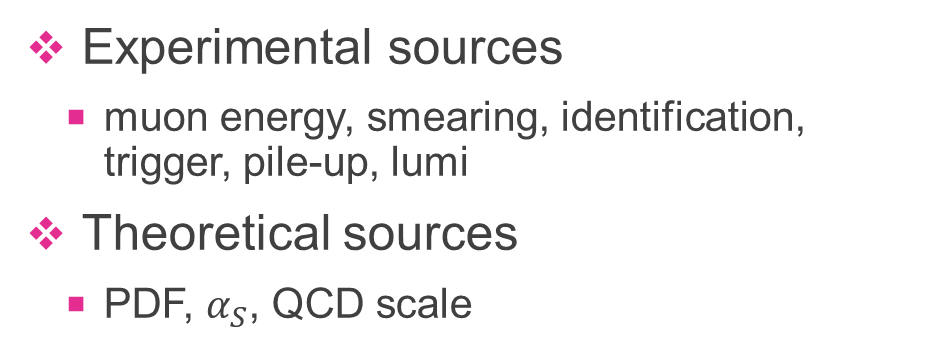 ❖ Experimental sources
▪ muon energy, smearing, identification,
trigger, pile-up, lumi
❖ Theoretical sources
▪ PDF, 𝛼𝑆, QCD scale